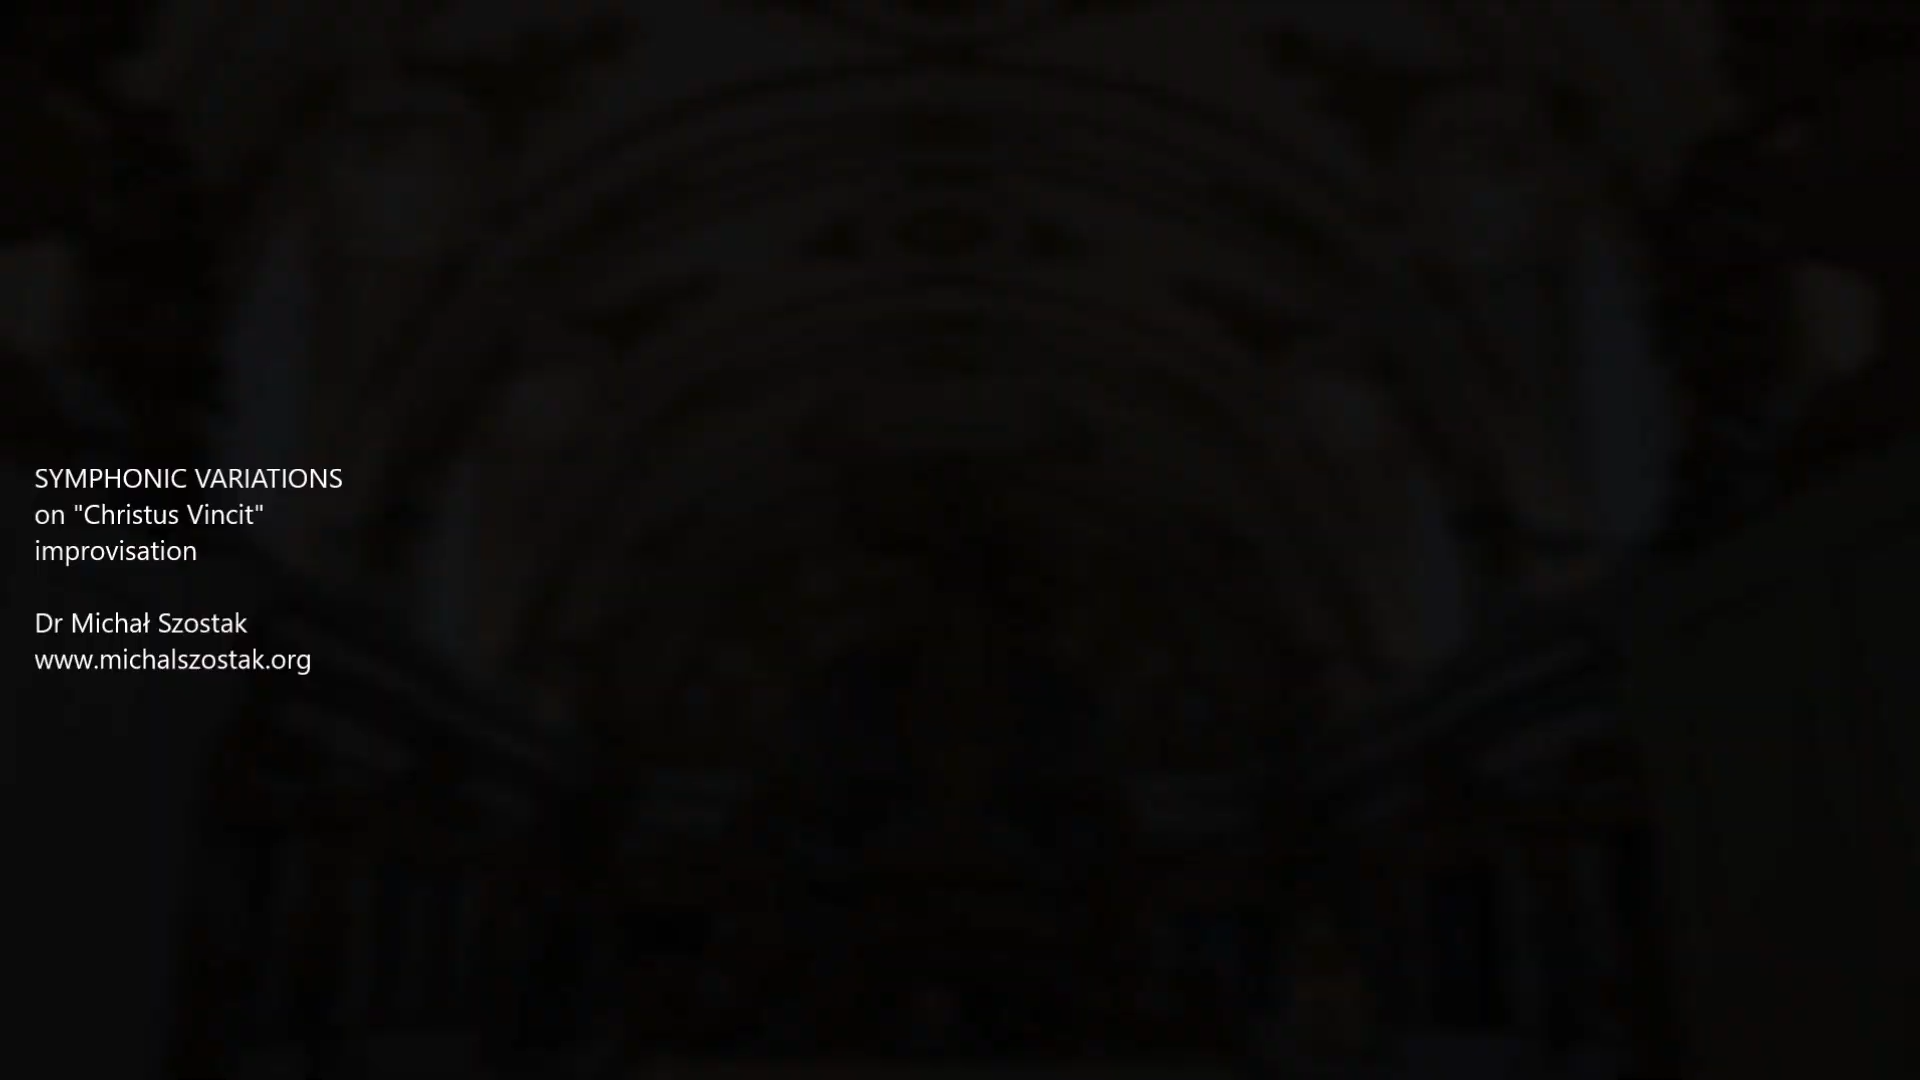 SYMPHONIC VARIATIONS
on "Christus Vincit"
improvisation
Dr Michał Szostak
www.michalszostak.org